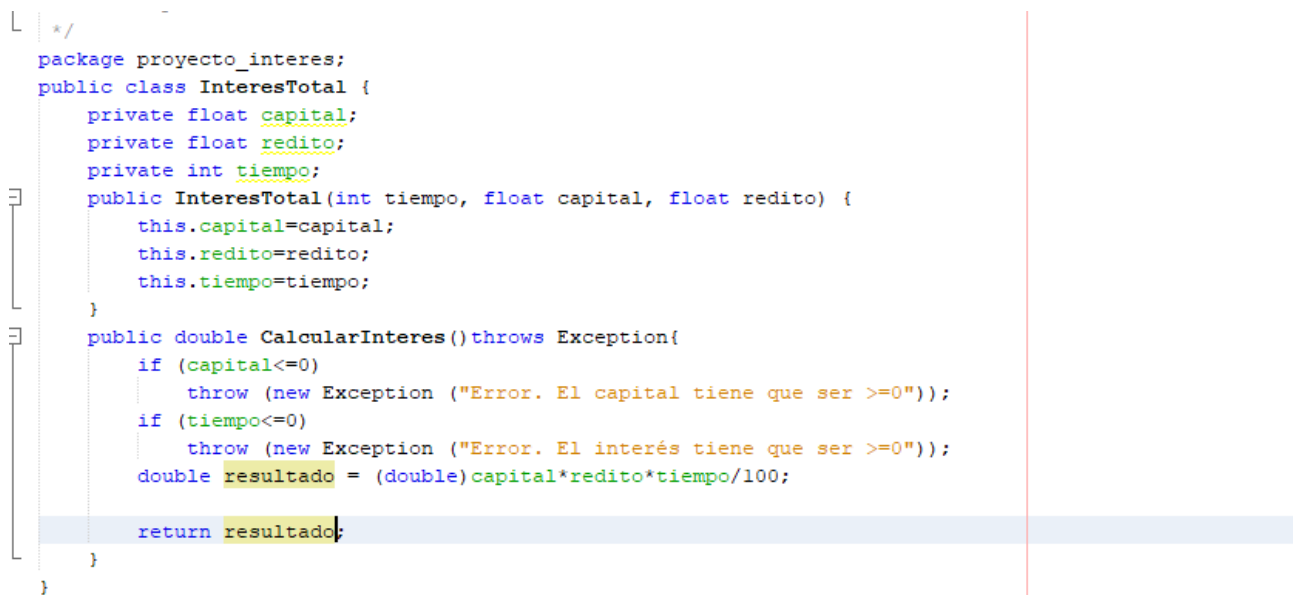 */
package proyecto_interes;
public class InteresTotal {
    private float capital;
    private float redito;
    private int tiempo;
    public InteresTotal(int tiempo, float capital, float redito) {
        this.capital=capital;
        this.redito=redito;
        this.tiempo=tiempo;
    }
    public double CalcularInteres()throws Exception{
        if (capital<=0)
            throw (new Exception ("Error. El capital tiene que ser >=0"));
        if (tiempo<=0)
            throw (new Exception ("Error. El interés tiene que ser >=0"));
        double resultado = (double)capital*redito*tiempo/100;
        return resultado;
    }
}